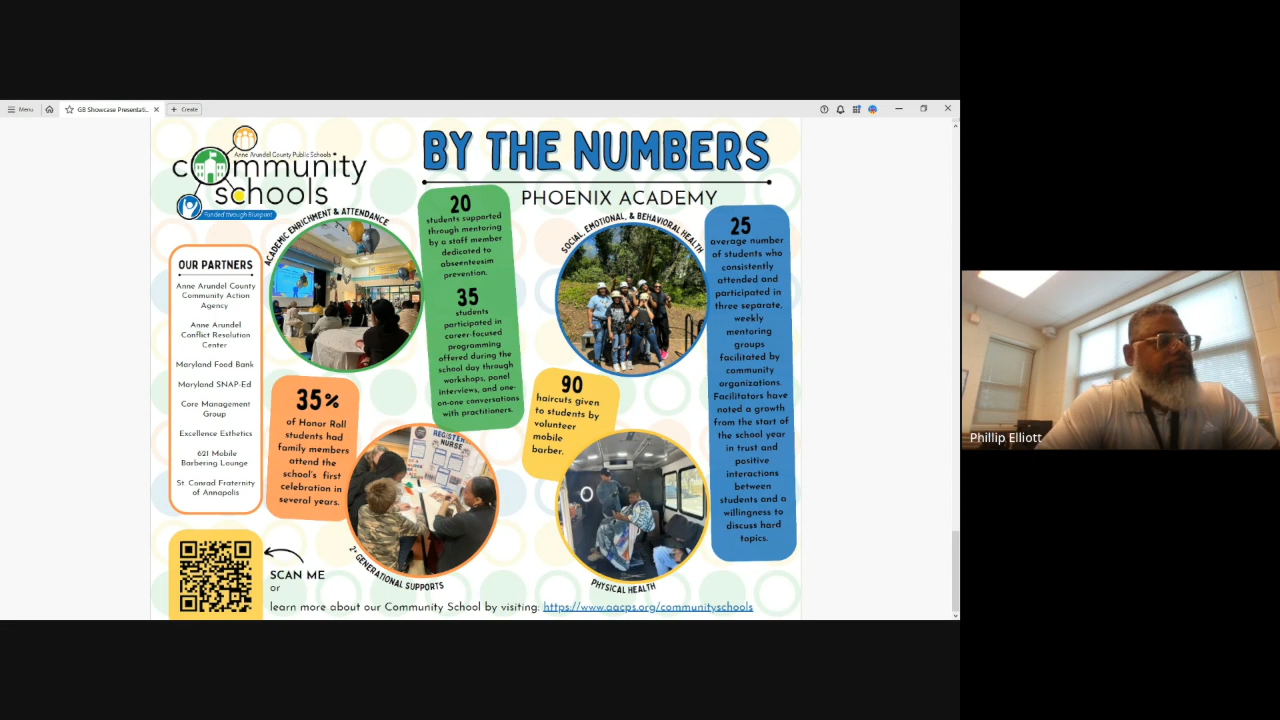 Menu
GB Showcase Presentati...
Create
Anne Arundel County Public Schools
community
schools
Funded through Blueprint
BY THE NUMBERS
PHOENIX ACADEMY
OUR PARTNERS
Anne Arundel County
Community Action
Agency
Anne Arundel
Conflict Resolution
Center
Maryland Food Bank
Maryland SNAP-Ed
Core Management
Group
Excellence Esthetics
621 Mobile
Barbering Lounge
St. Conrad Fraternity
of Annapolis
ACADEMIC ENRICHMENT & ATTENDANCE
20
students supported
through mentoring
by a staff member
dedicated to
abseenteesim
prevention.
35
students
participated in
career-focused
programming
offered during the
school day through
workshops, panel
interviews, and one-
on-one conversations
with practitioners.
35%
of Honor Roll
students had
family members
attend the
school's first
celebration in
several years.
REGISTER
NURSE
2ⁿ GENERATIONAL SUPPORTS
SOCIAL, EMOTIONAL, & BEHAVIORAL HEALTH
90
haircuts given
to students by
volunteer
mobile
barber.
PHYSICAL HEALTH
25
average number
of students who
consistently
attended and
participated in
three separate,
weekly
mentoring
groups
facilitated by
community
organizations.
Facilitators have
noted a growth
from the start of
the school year
in trust and
positive
interactions
between
students and a
willingness to
discuss hard
topics.
SCAN ME
or
learn more about our Community School by visiting: https://www.aacps.org/communityschools
Phillip Elliott